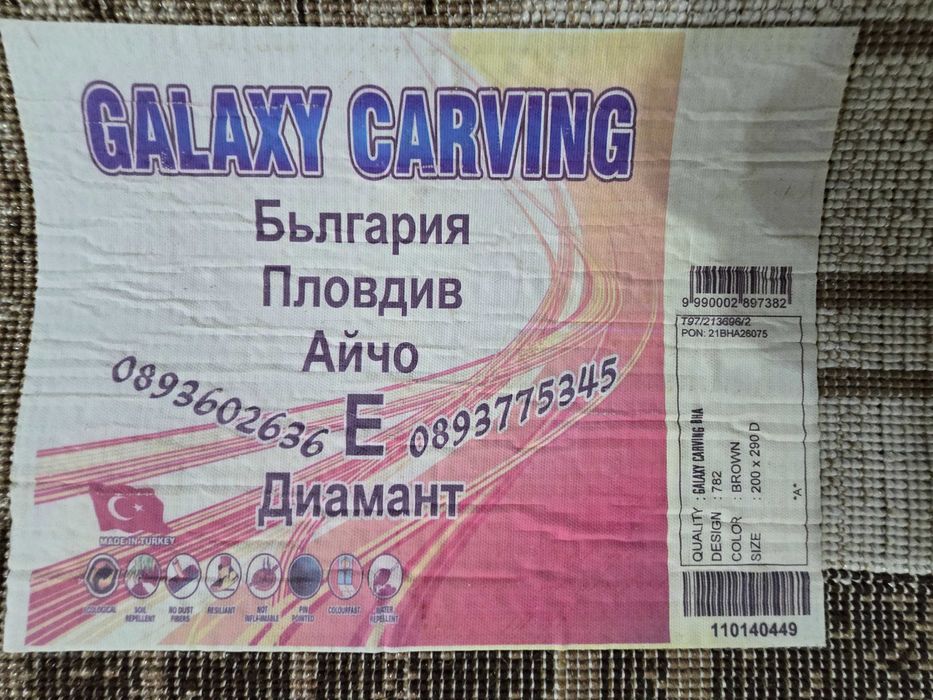 GALAXY CARVING
Бьлгария
Пловдив
Айчо
0893602636
Е
0893775345
Диамант
MADE IN TURKEY
ECOLOGICAL
SOIL REPELLENT
NO DUST FIBERS
RESILIANT
NOT INFLAMMABLE
PIN POINTED
COLOURFAST
WATER REPELLENT
9 990002 897382
T97/213696/2
PON: 21BHA26075
QUALITY : GALAXY CARVING BHA
DESIGN : 782
COLOR : BROWN
SIZE : 200 x 290 D
*A*
110140449